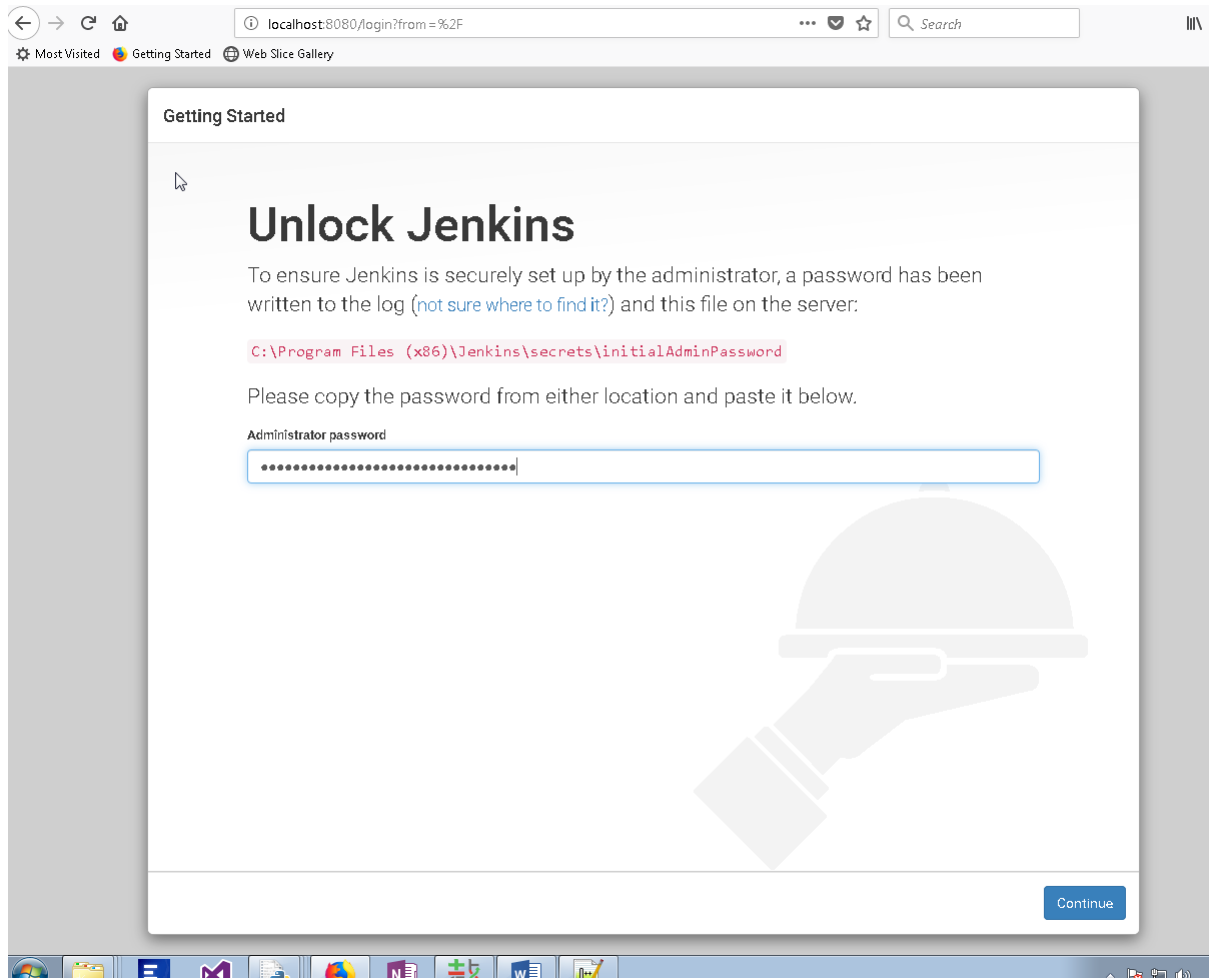 localhost:8080/login?from=%2F
Search
Most Visited
Getting Started
Web Slice Gallery
Getting Started
Unlock Jenkins
To ensure Jenkins is securely set up by the administrator, a password has been
written to the log (not sure where to find it?) and this file on the server:
C:\Program Files (x86)\Jenkins\secrets\initialAdminPassword
Please copy the password from either location and paste it below.
Administrator password
••••••••••••••••••••••••••••••••
Continue